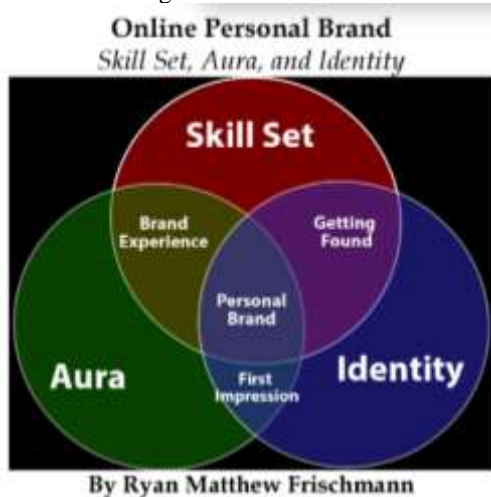 Online Personal Brand
Skill Set, Aura, and Identity
Skill Set
Brand
Experience
Getting
Found
Personal
Brand
Aura
Identity
First
Impression
By Ryan Matthew Frischmann